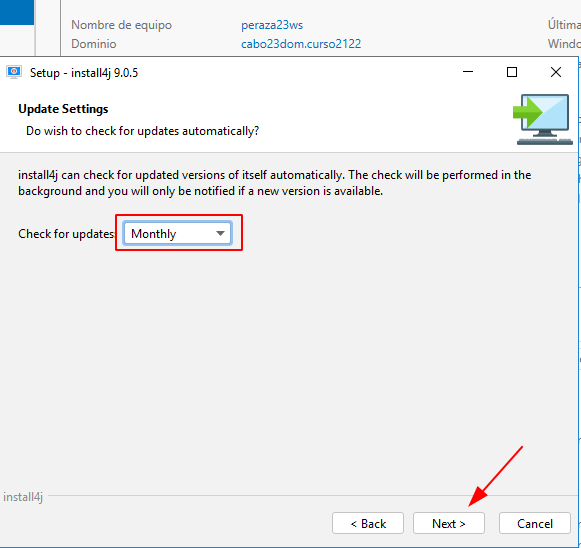 Nombre de equipo peraza23ws Última
Dominio cabo23dom.curso2122 Windo
Setup - install4j 9.0.5
Update Settings
Do wish to check for updates automatically?
install4j can check for updated versions of itself automatically. The check will be performed in the
background and you will only be notified if a new version is available.
Check for updates: Monthly
install4j
< Back Next > Cancel